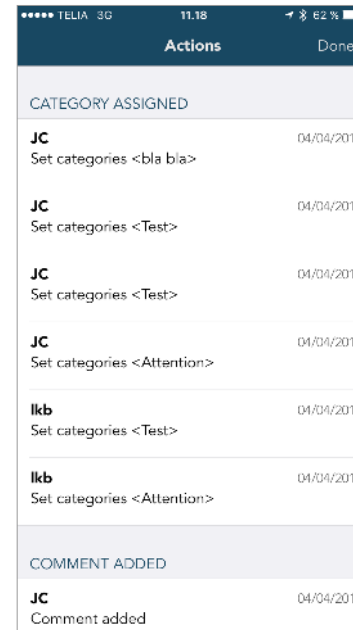 TELIA 3G 11.18 62 %
Actions Done
CATEGORY ASSIGNED
JC 04/04/201
Set categories <bla bla>
JC 04/04/201
Set categories <Test>
JC 04/04/201
Set categories <Test>
JC 04/04/201
Set categories <Attention>
lkb 04/04/201
Set categories <Test>
lkb 04/04/201
Set categories <Attention>
COMMENT ADDED
JC 04/04/201
Comment added